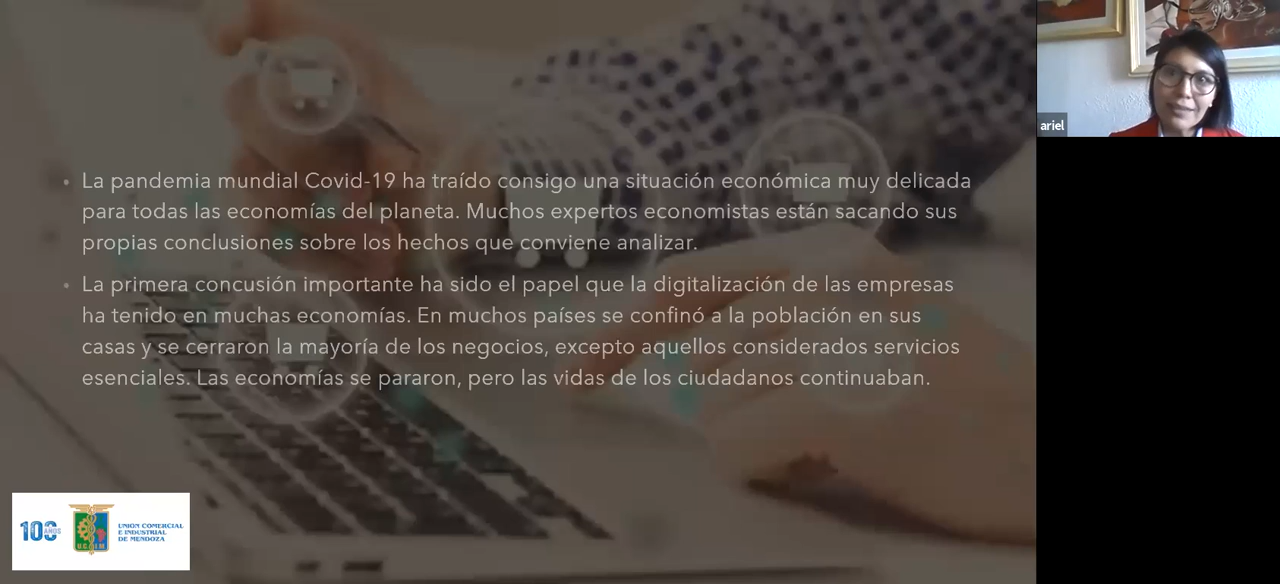 La pandemia mundial Covid-19 ha traído consigo una situación económica muy delicada
para todas las economías del planeta. Muchos expertos economistas están sacando sus
propias conclusiones sobre los hechos que conviene analizar.
La primera concusión importante ha sido el papel que la digitalización de las empresas
ha tenido en muchas economías. En muchos países se confinó a la población en sus
casas y se cerraron la mayoría de los negocios, excepto aquellos considerados servicios
esenciales. Las economías se pararon, pero las vidas de los ciudadanos continuaban.
ariel
100 AÑOS
UNION COMERCIAL
E INDUSTRIAL
DE MENDOZA